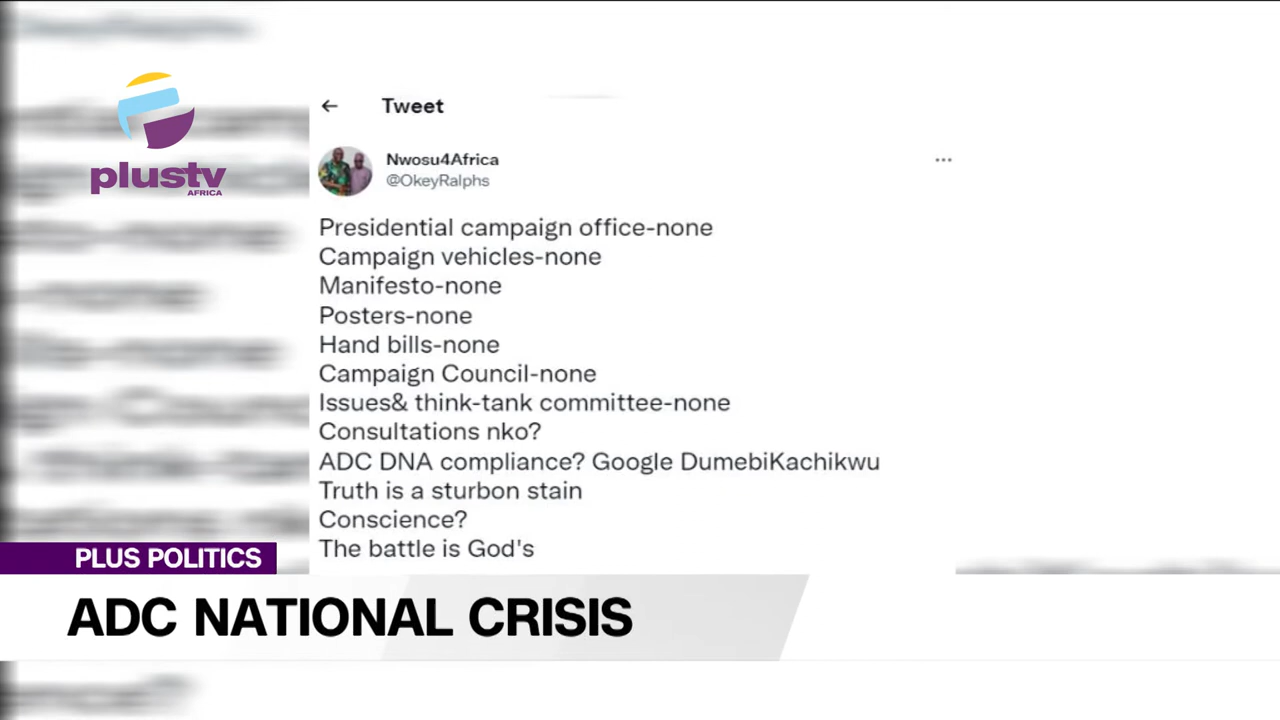 plustv
AFRICA
Tweet
Nwosu4Africa
@OkeyRalphs
Presidential campaign office-none
Campaign vehicles-none
Manifesto-none
Posters-none
Hand bills-none
Campaign Council-none
Issues& think-tank committee-none
Consultations nko?
ADC DNA compliance? Google DumebiKachikwu
Truth is a sturbon stain
Conscience?
The battle is God's
PLUS POLITICS
ADC NATIONAL CRISIS